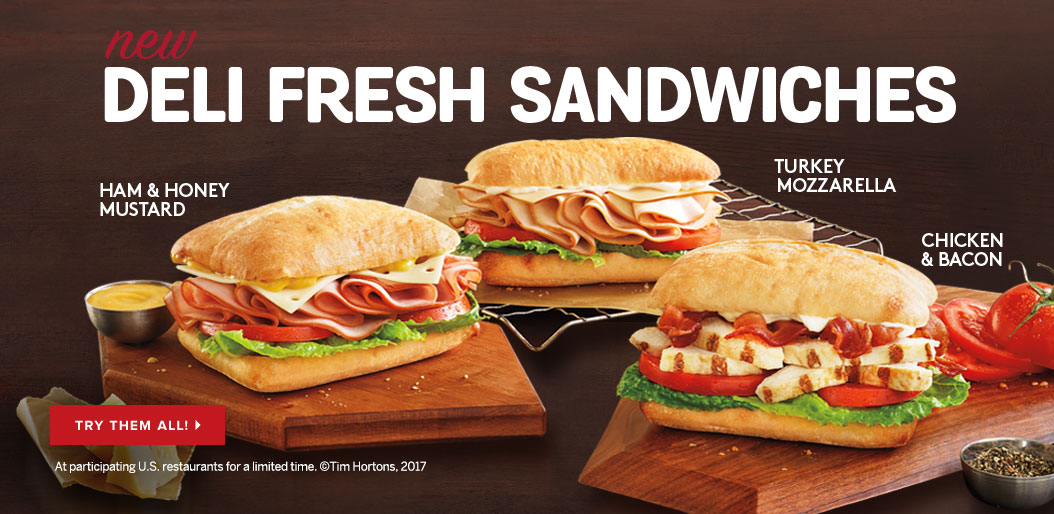 new
DELI FRESH SANDWICHES
HAM & HONEY
MUSTARD
TURKEY
MOZZARELLA
CHICKEN
& BACON
TRY THEM ALL!
At participating U.S. restaurants for a limited time. ©Tim Hortons, 2017